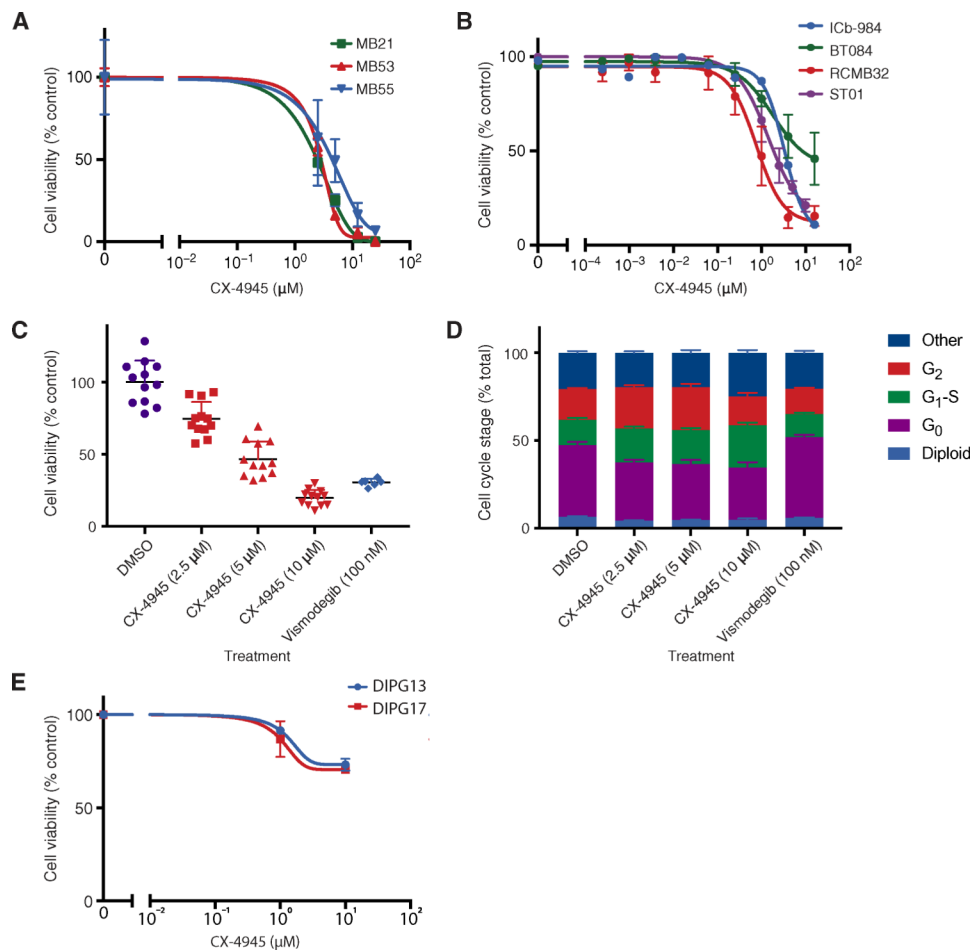 A
Cell viability (% control)
100
50
0
0
10⁻²
10⁻¹
10⁰
10¹
10²
CX-4945 (μM)
MB21
MB53
MB55
B
Cell viability (% control)
100
50
0
0
10⁻⁴
10⁻³
10⁻²
10⁻¹
10⁰
10¹
10²
CX-4945 (μM)
ICb-984
BT084
RCMB32
ST01
C
Cell viability (% control)
100
50
0
DMSO
CX-4945 (2.5 μM)
CX-4945 (5 μM)
CX-4945 (10 μM)
Vismodegib (100 nM)
Treatment
D
Cell cycle stage (% total)
100
50
0
DMSO
CX-4945 (2.5 μM)
CX-4945 (5 μM)
CX-4945 (10 μM)
Vismodegib (100 nM)
Treatment
Other
G₂
G₁-S
G₀
Diploid
E
Cell viability (% control)
100
50
0
0
10⁻²
10⁻¹
10⁰
10¹
10²
CX-4945 (μM)
DIPG13
DIPG17